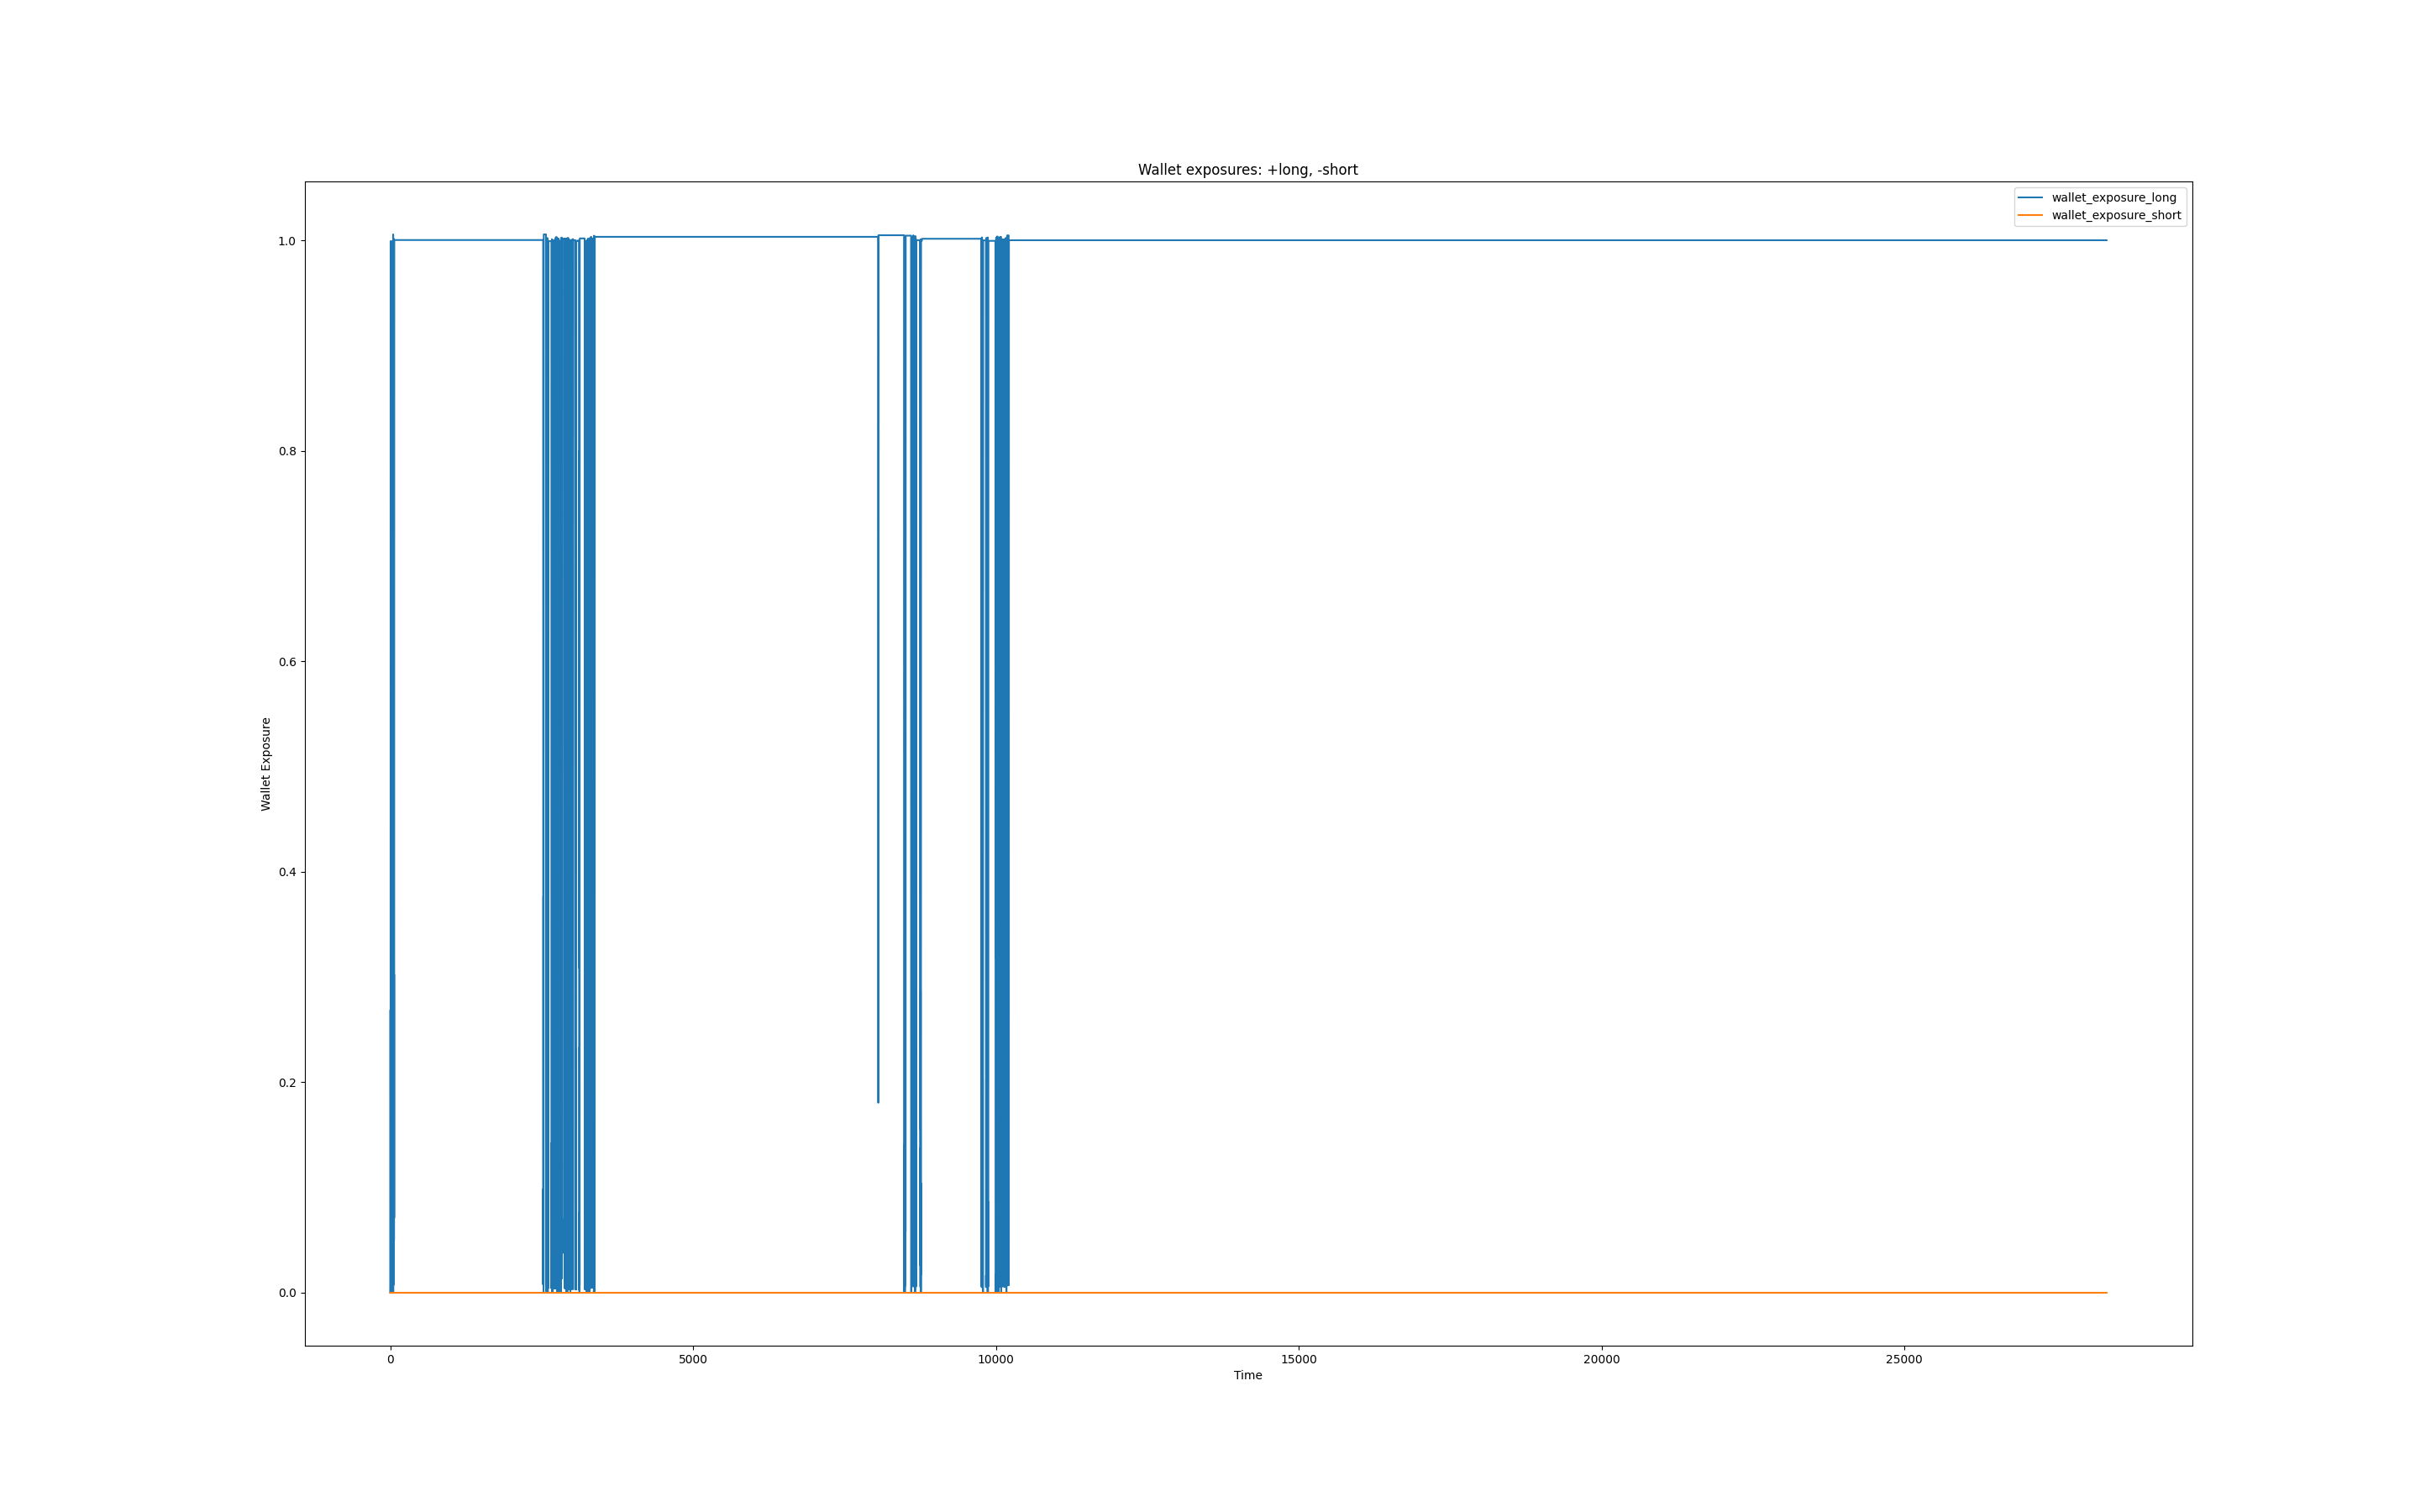 Wallet exposures: +long, -short
wallet_exposure_long
wallet_exposure_short
1.0
0.8
0.6
0.4
0.2
0.0
Wallet Exposure
0 5000 10000 15000 20000 25000
Time